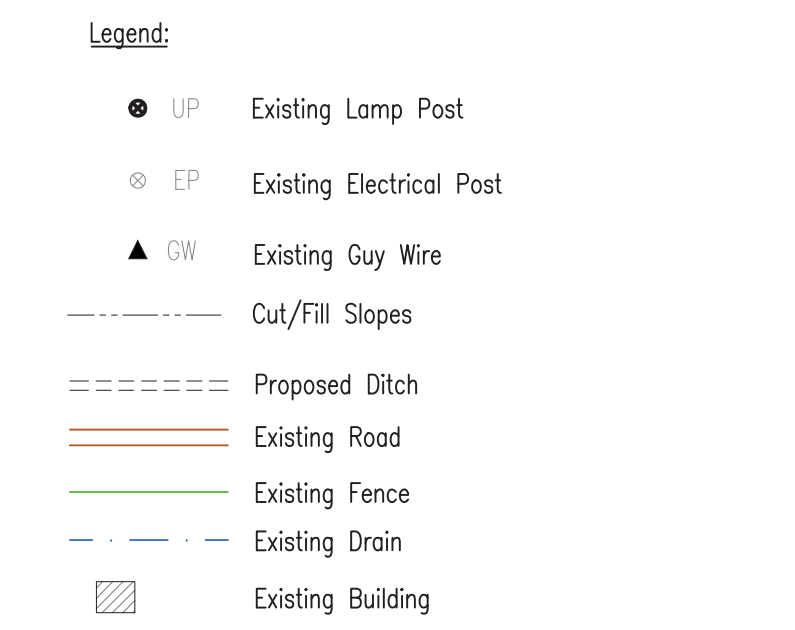 Legend:
UP Existing Lamp Post
EP Existing Electrical Post
GW Existing Guy Wire
Cut/Fill Slopes
Proposed Ditch
Existing Road
Existing Fence
Existing Drain
Existing Building